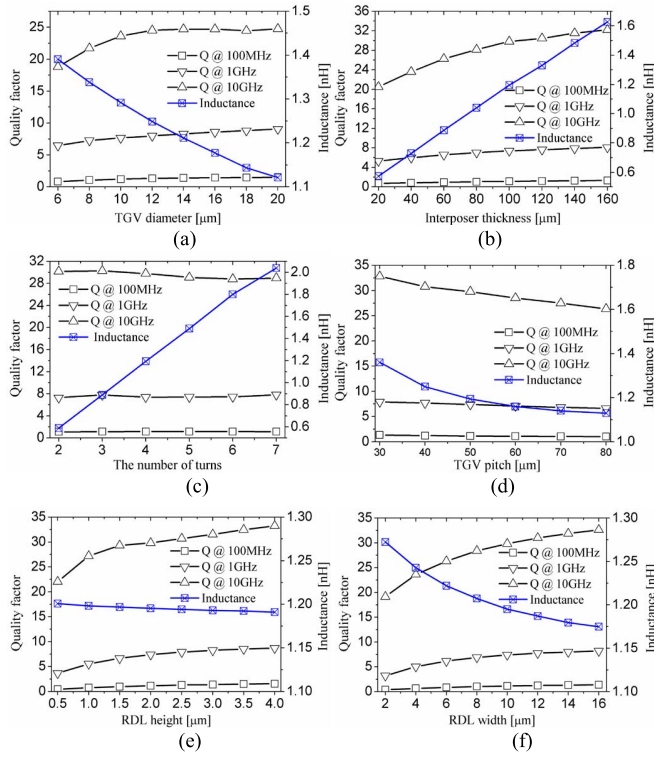 Quality factor
25
20
15
10
5
0
Q @ 100MHz
Q @ 1GHz
Q @ 10GHz
Inductance
1.5
1.4
1.3
1.2
1.1
Inductance [nH]
6 8 10 12 14 16 18 20
TGV diameter [μm]
(a)
Quality factor
36
32
28
24
20
16
12
8
4
0
Q @ 100MHz
Q @ 1GHz
Q @ 10GHz
Inductance
1.6
1.4
1.2
1.0
0.8
0.6
Inductance [nH]
20 40 60 80 100 120 140 160
Interposer thickness [μm]
(b)
Quality factor
32
28
24
20
16
12
8
4
0
Q @ 100MHz
Q @ 1GHz
Q @ 10GHz
Inductance
2.0
1.8
1.6
1.4
1.2
1.0
0.8
0.6
Inductance [nH]
2 3 4 5 6 7
The number of turns
(c)
Quality factor
35
30
25
20
15
10
5
0
Q @ 100MHz
Q @ 1GHz
Q @ 10GHz
Inductance
1.8
1.6
1.4
1.2
1.0
Inductance [nH]
30 40 50 60 70 80
TGV pitch [μm]
(d)
Quality factor
35
30
25
20
15
10
5
0
Q @ 100MHz
Q @ 1GHz
Q @ 10GHz
Inductance
1.30
1.25
1.20
1.15
1.10
Inductance [nH]
0.5 1.0 1.5 2.0 2.5 3.0 3.5 4.0
RDL height [μm]
(e)
Quality factor
35
30
25
20
15
10
5
0
Q @ 100MHz
Q @ 1GHz
Q @ 10GHz
Inductance
1.30
1.25
1.20
1.15
1.10
Inductance [nH]
2 4 6 8 10 12 14 16
RDL width [μm]
(f)